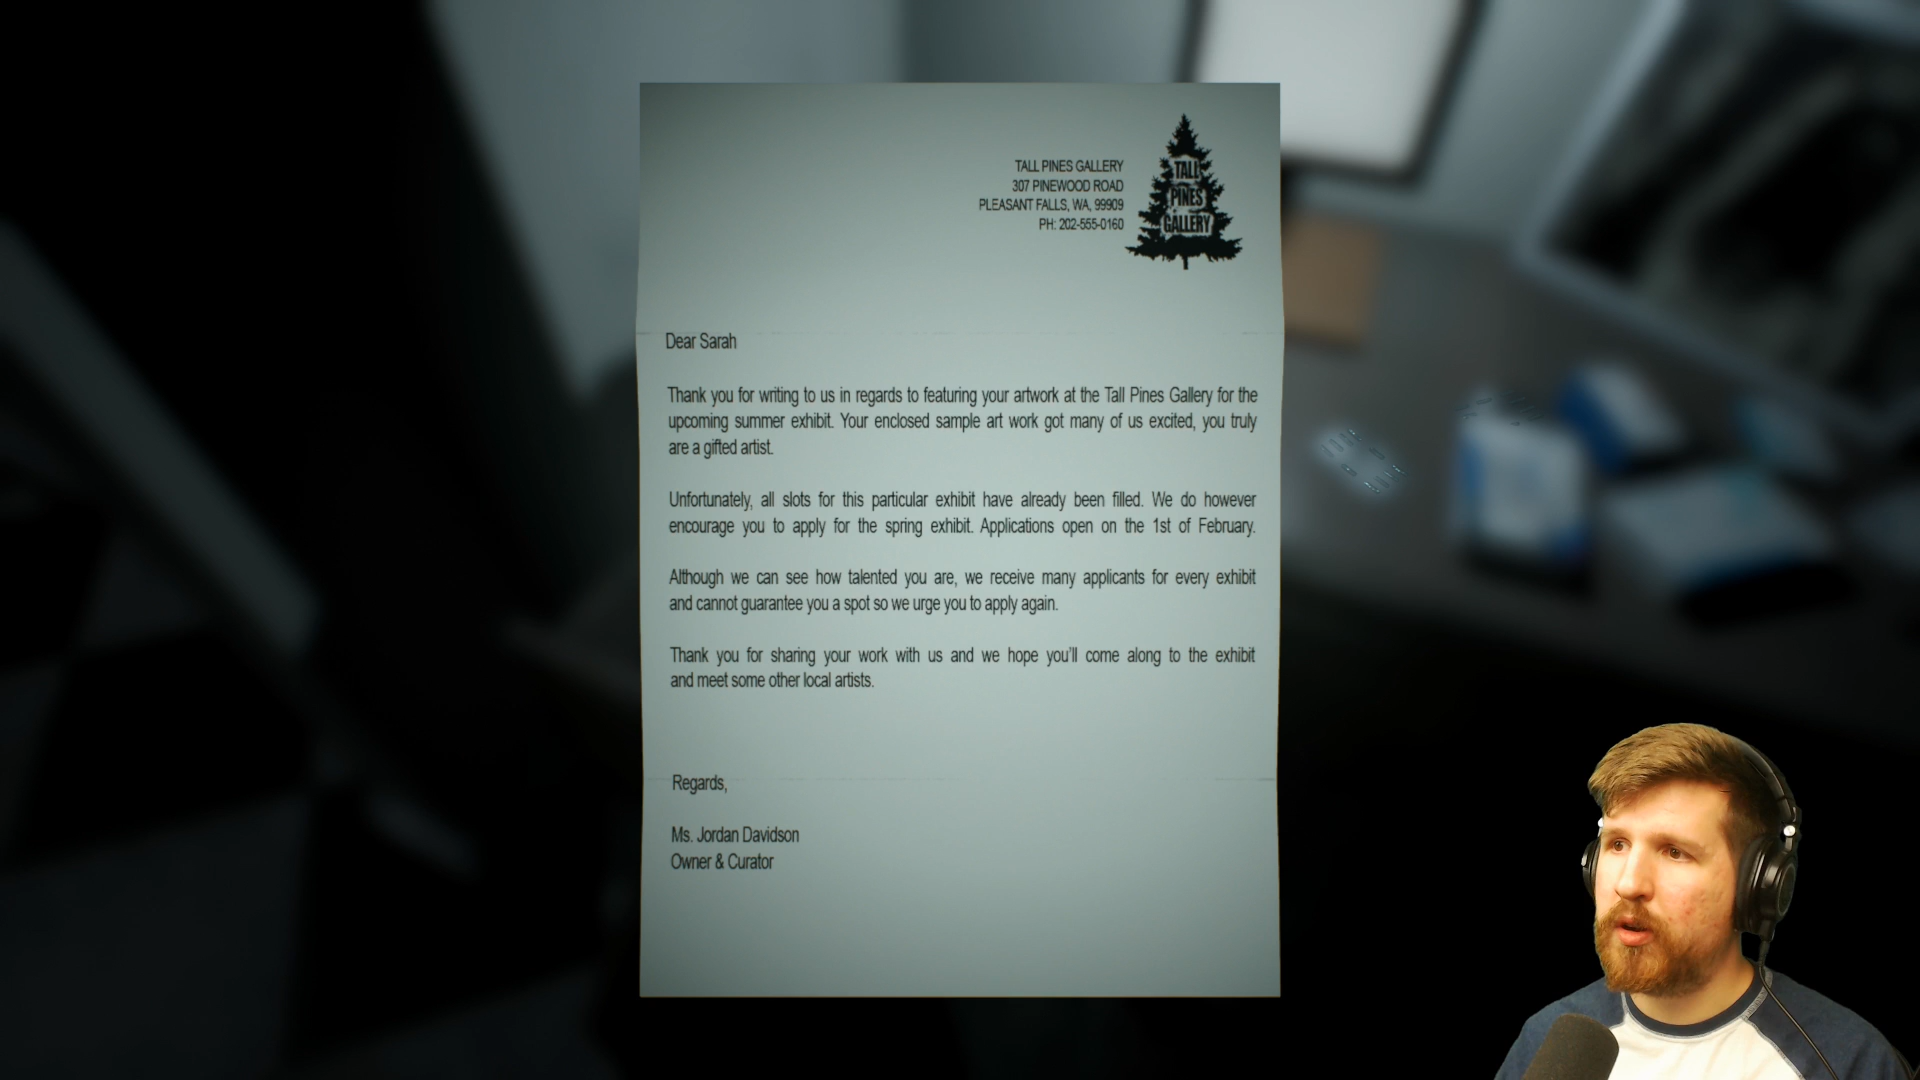 TALL PINES GALLERY
307 PINEWOOD ROAD
PLEASANT FALLS, WA, 99909
PH: 202-555-0160
TALL
PINES
GALLERY
Dear Sarah
Thank you for writing to us in regards to featuring your artwork at the Tall Pines Gallery for the
upcoming summer exhibit. Your enclosed sample art work got many of us excited, you truly
are a gifted artist.
Unfortunately, all slots for this particular exhibit have already been filled. We do however
encourage you to apply for the spring exhibit. Applications open on the 1st of February.
Although we can see how talented you are, we receive many applicants for every exhibit
and cannot guarantee you a spot so we urge you to apply again.
Thank you for sharing your work with us and we hope you'll come along to the exhibit
and meet some other local artists.
Regards,
Ms. Jordan Davidson
Owner & Curator